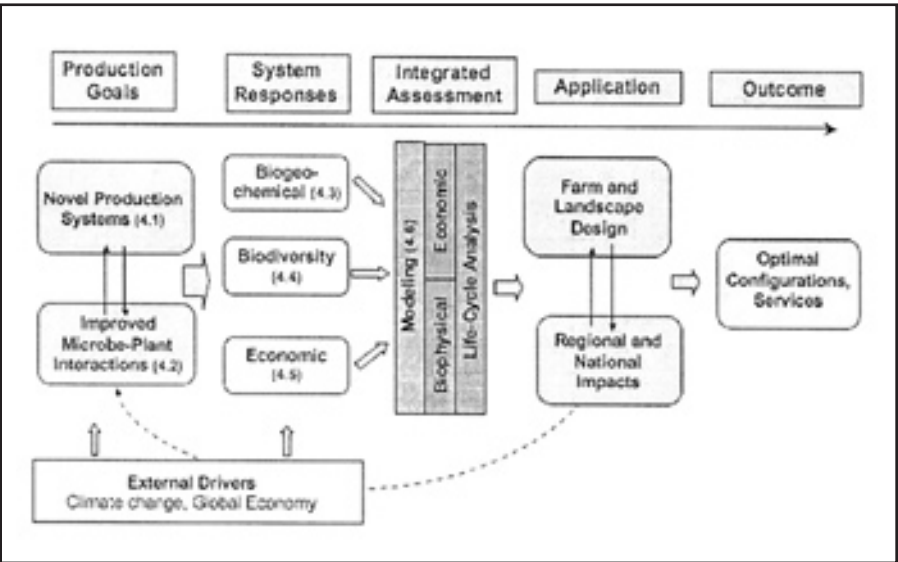 Production
Goals
System
Responses
Integrated
Assessment
Application
Outcome
Novel Production
Systems (4.1)
Improved
Microbe-Plant
Interactions (4.2)
Biogeo-
chemical (4.3)
Biodiversity
(4.4)
Economic
(4.5)
Modeling (4.6)
Biophysical
Economic
Life-Cycle Analysis
Farm and
Landscape
Design
Regional and
National
Impacts
Optimal
Configurations,
Services
External Drivers
Climate change, Global Economy